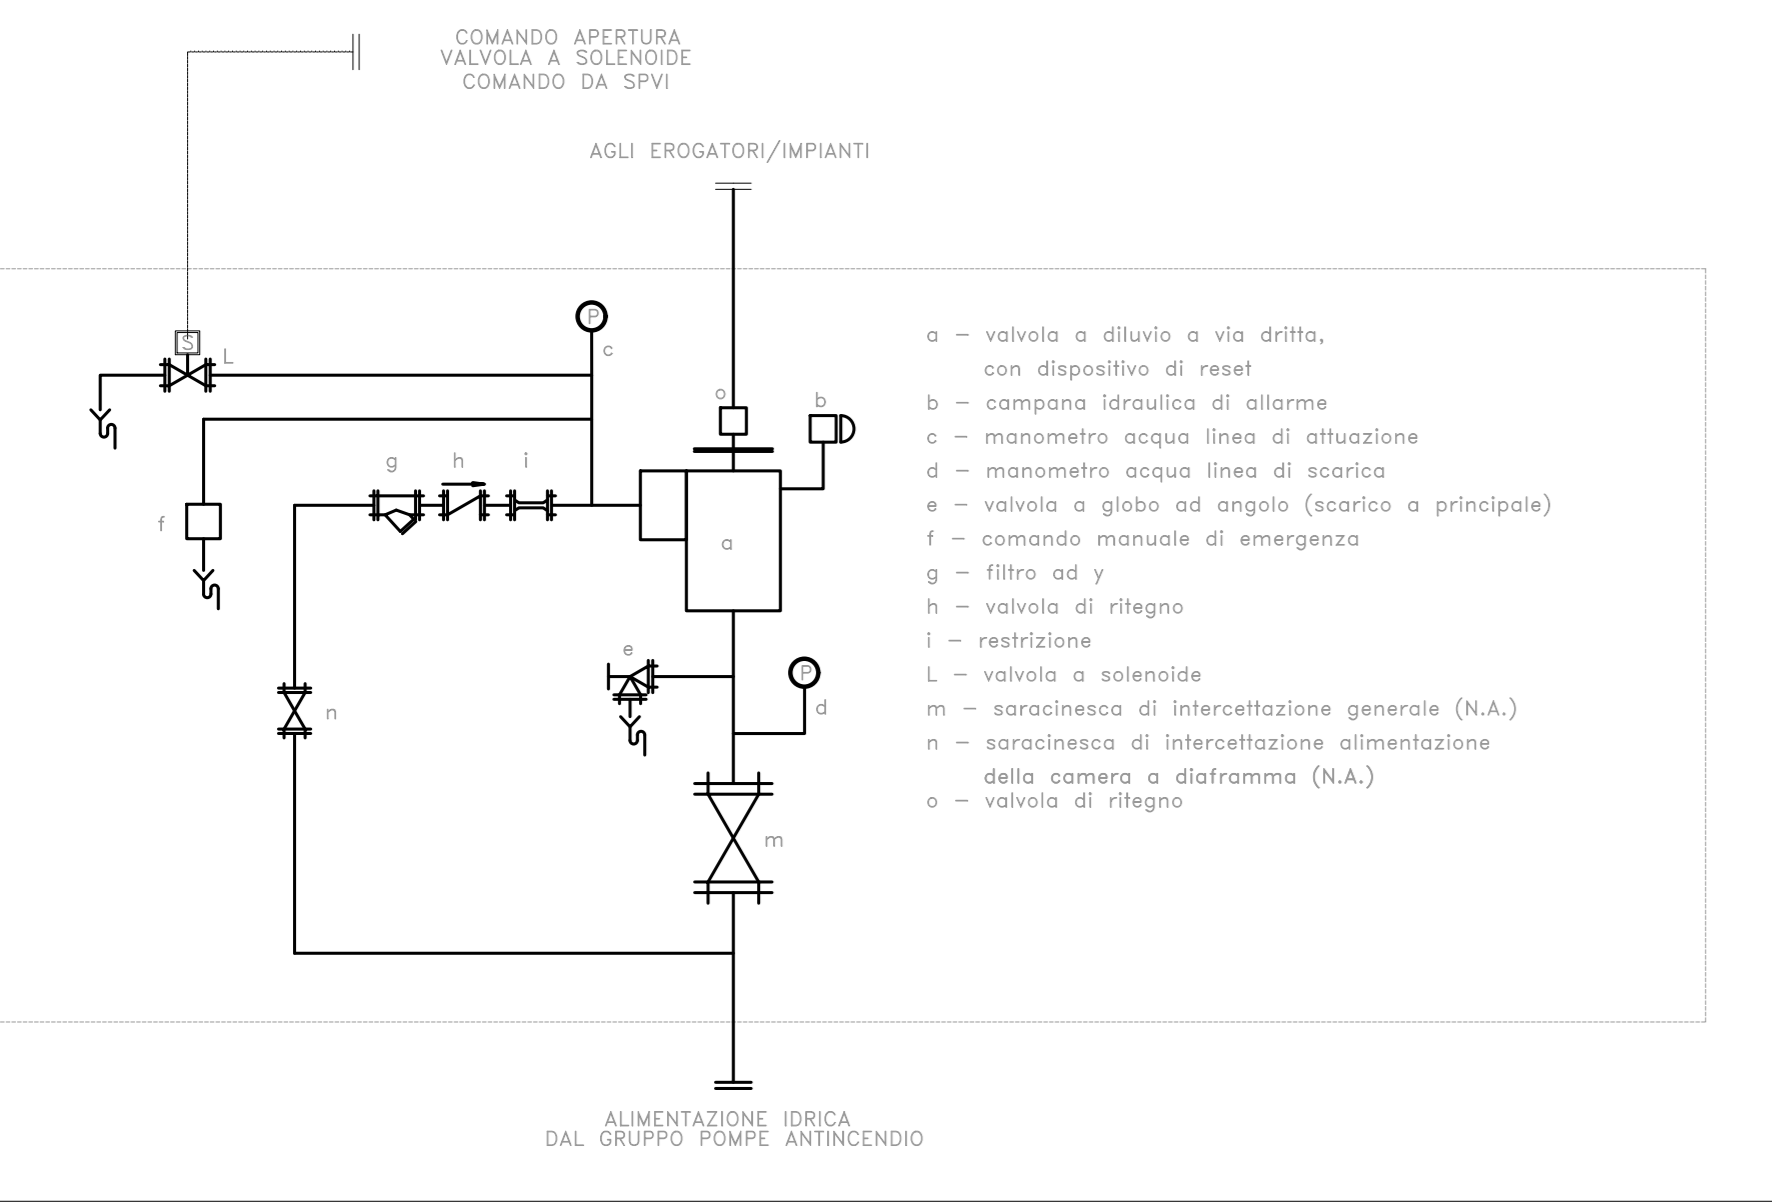 COMANDO APERTURA
VALVOLA A SOLENOIDE
COMANDO DA SPVI
AGLI EROGATORI/IMPIANTI
P
c
S
L
o
b
g
h
i
f
a
e
P
d
n
m
a – valvola a diluvio a via dritta,
con dispositivo di reset
b – campana idraulica di allarme
c – manometro acqua linea di attuazione
d – manometro acqua linea di scarica
e – valvola a globo ad angolo (scarico a principale)
f – comando manuale di emergenza
g – filtro ad y
h – valvola di ritegno
i – restrizione
L – valvola a solenoide
m – saracinesca di intercettazione generale (N.A.)
n – saracinesca di intercettazione alimentazione
della camera a diaframma (N.A.)
o – valvola di ritegno
ALIMENTAZIONE IDRICA
DAL GRUPPO POMPE ANTINCENDIO